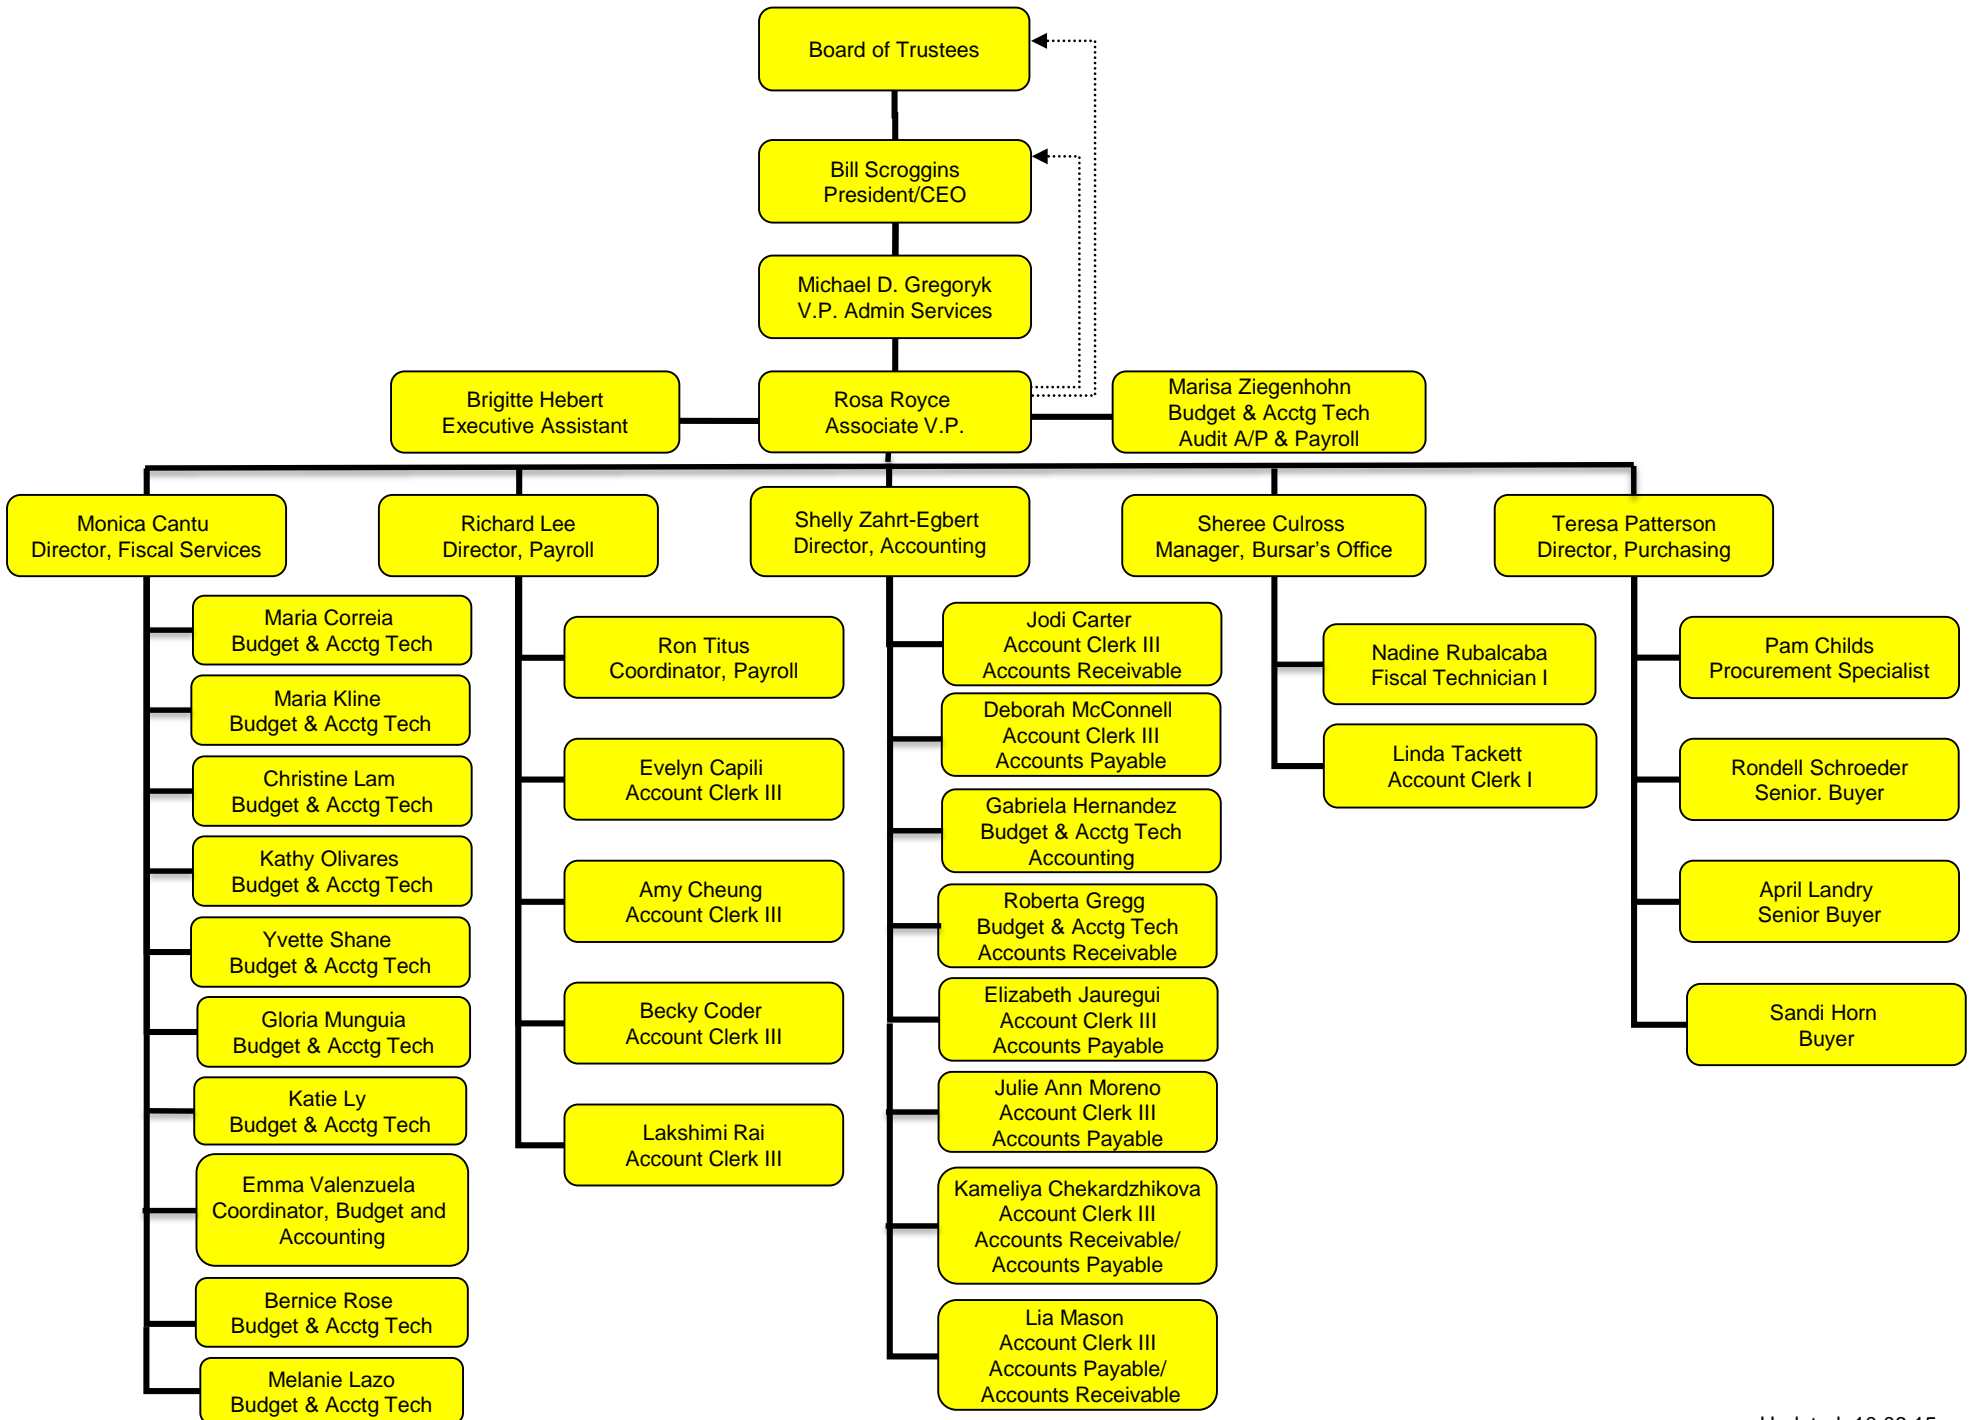 Board of Trustees
Bill Scroggins
President/CEO
Michael D. Gregoryk
V.P. Admin Services
Brigitte Hebert
Executive Assistant
Rosa Royce
Associate V.P.
Marisa Ziegenhohn
Budget & Acctg Tech
Audit A/P & Payroll
Monica Cantu
Director, Fiscal Services
Richard Lee
Director, Payroll
Shelly Zahrt-Egbert
Director, Accounting
Sheree Culross
Manager, Bursar’s Office
Teresa Patterson
Director, Purchasing
Maria Correia
Budget & Acctg Tech
Maria Kline
Budget & Acctg Tech
Christine Lam
Budget & Acctg Tech
Kathy Olivares
Budget & Acctg Tech
Yvette Shane
Budget & Acctg Tech
Gloria Munguia
Budget & Acctg Tech
Katie Ly
Budget & Acctg Tech
Emma Valenzuela
Coordinator, Budget and
Accounting
Bernice Rose
Budget & Acctg Tech
Melanie Lazo
Budget & Acctg Tech
Ron Titus
Coordinator, Payroll
Evelyn Capili
Account Clerk III
Amy Cheung
Account Clerk III
Becky Coder
Account Clerk III
Lakshimi Rai
Account Clerk III
Jodi Carter
Account Clerk III
Accounts Receivable
Deborah McConnell
Account Clerk III
Accounts Payable
Gabriela Hernandez
Budget & Acctg Tech
Accounting
Roberta Gregg
Budget & Acctg Tech
Accounts Receivable
Elizabeth Jauregui
Account Clerk III
Accounts Payable
Julie Ann Moreno
Account Clerk III
Accounts Payable
Kameliya Chekardzhikova
Account Clerk III
Accounts Receivable/
Accounts Payable
Lia Mason
Account Clerk III
Accounts Payable/
Accounts Receivable
Nadine Rubalcaba
Fiscal Technician I
Linda Tackett
Account Clerk I
Pam Childs
Procurement Specialist
Rondell Schroeder
Senior. Buyer
April Landry
Senior Buyer
Sandi Horn
Buyer